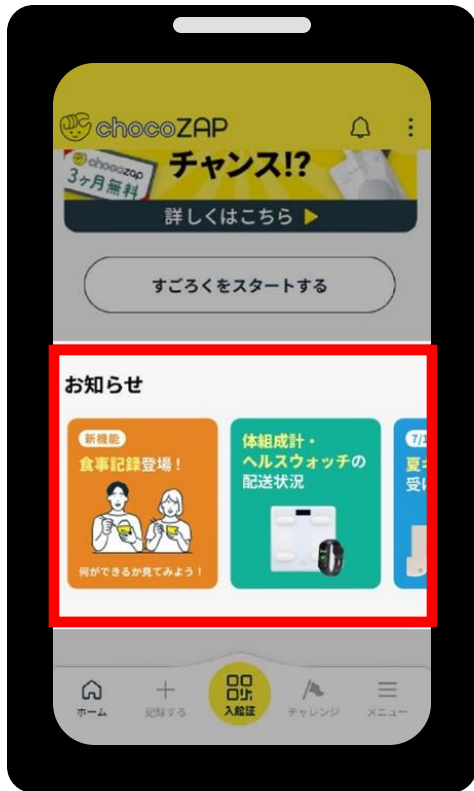 chocoZAP
chocozap
3ヶ月無料
チャンス!?
詳しくはこちら ▶
すごろくをスタートする
お知らせ
新機能
食事記録登場！
何ができるか見てみよう！
体組成計・
ヘルスウォッチの
配送状況
7/1
夏
受
ホーム
記録する
入館証
チャレンジ
メニュー